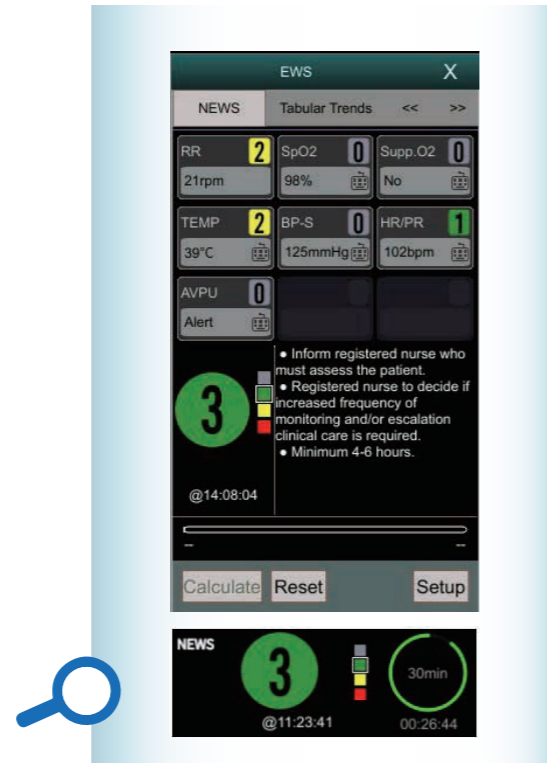 EWS X
NEWS Tabular Trends << >>
RR 2 SpO2 0 Supp.O2 0
21rpm 98% No
TEMP 2 BP-S 0 HR/PR 1
39°C 125mmHg 102bpm
AVPU 0
Alert
● Inform registered nurse who
must assess the patient.
● Registered nurse to decide if
increased frequency of
monitoring and/or escalation
clinical care is required.
● Minimum 4-6 hours.
3
@14:08:04
-- --
Calculate Reset Setup
NEWS
3
30min
@11:23:41 00:26:44